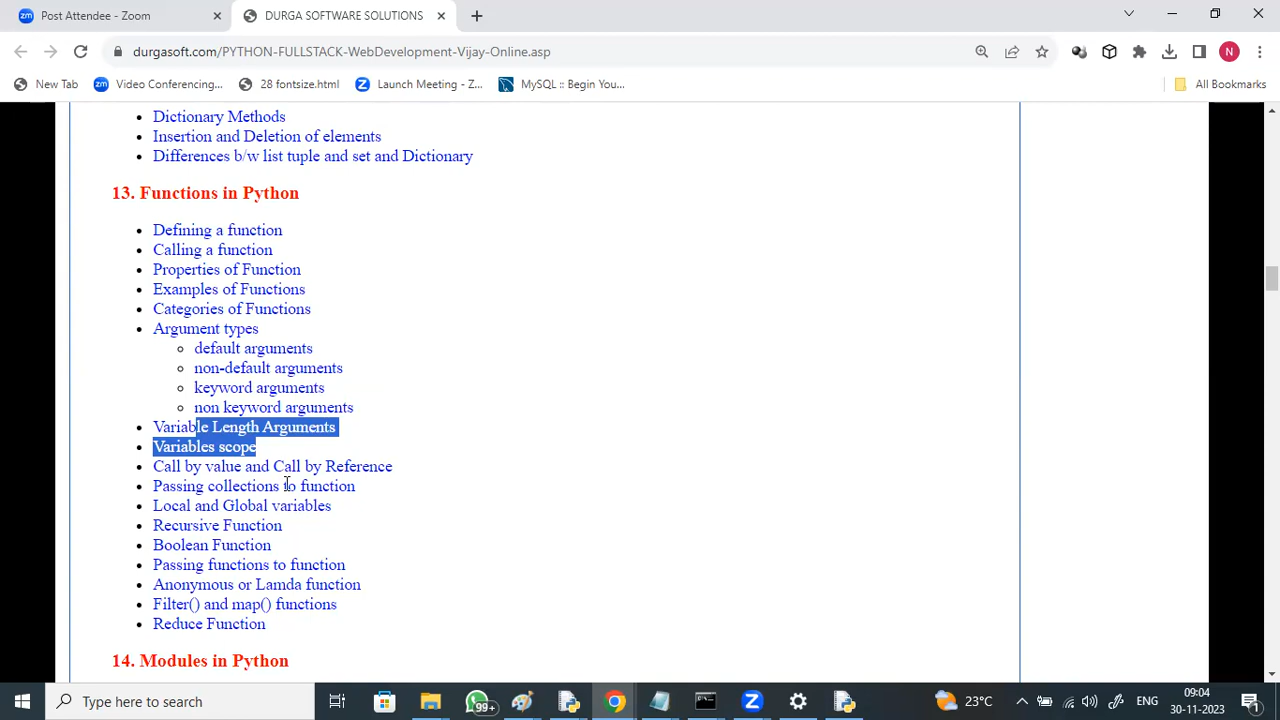 Post Attendee - Zoom
DURGA SOFTWARE SOLUTIONS
durgasoft.com/PYTHON-FULLSTACK-WebDevelopment-Vijay-Online.asp
N
New Tab
zm Video Conferencing...
28 fontsize.html
Launch Meeting - Z...
MySQL :: Begin You...
All Bookmarks
Dictionary Methods
Insertion and Deletion of elements
Differences b/w list tuple and set and Dictionary
13. Functions in Python
Defining a function
Calling a function
Properties of Function
Examples of Functions
Categories of Functions
Argument types
default arguments
non-default arguments
keyword arguments
non keyword arguments
Variable Length Arguments
Variables scope
Call by value and Call by Reference
Passing collections to function
Local and Global variables
Recursive Function
Boolean Function
Passing functions to function
Anonymous or Lamda function
Filter() and map() functions
Reduce Function
14. Modules in Python
Type here to search
99+
23°C
ENG
09:04
30-11-2023
1